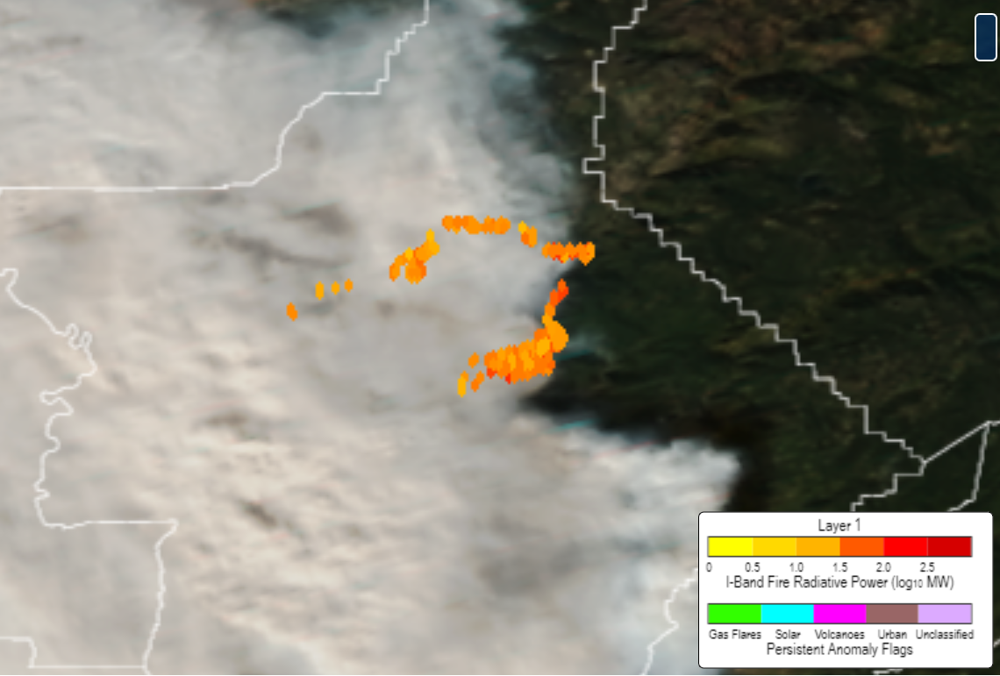 Layer 1
0 0.5 1.0 1.5 2.0 2.5
I-Band Fire Radiative Power (log10 MW)
Gas Flares Solar Volcanoes Urban Unclassified
Persistent Anomaly Flags